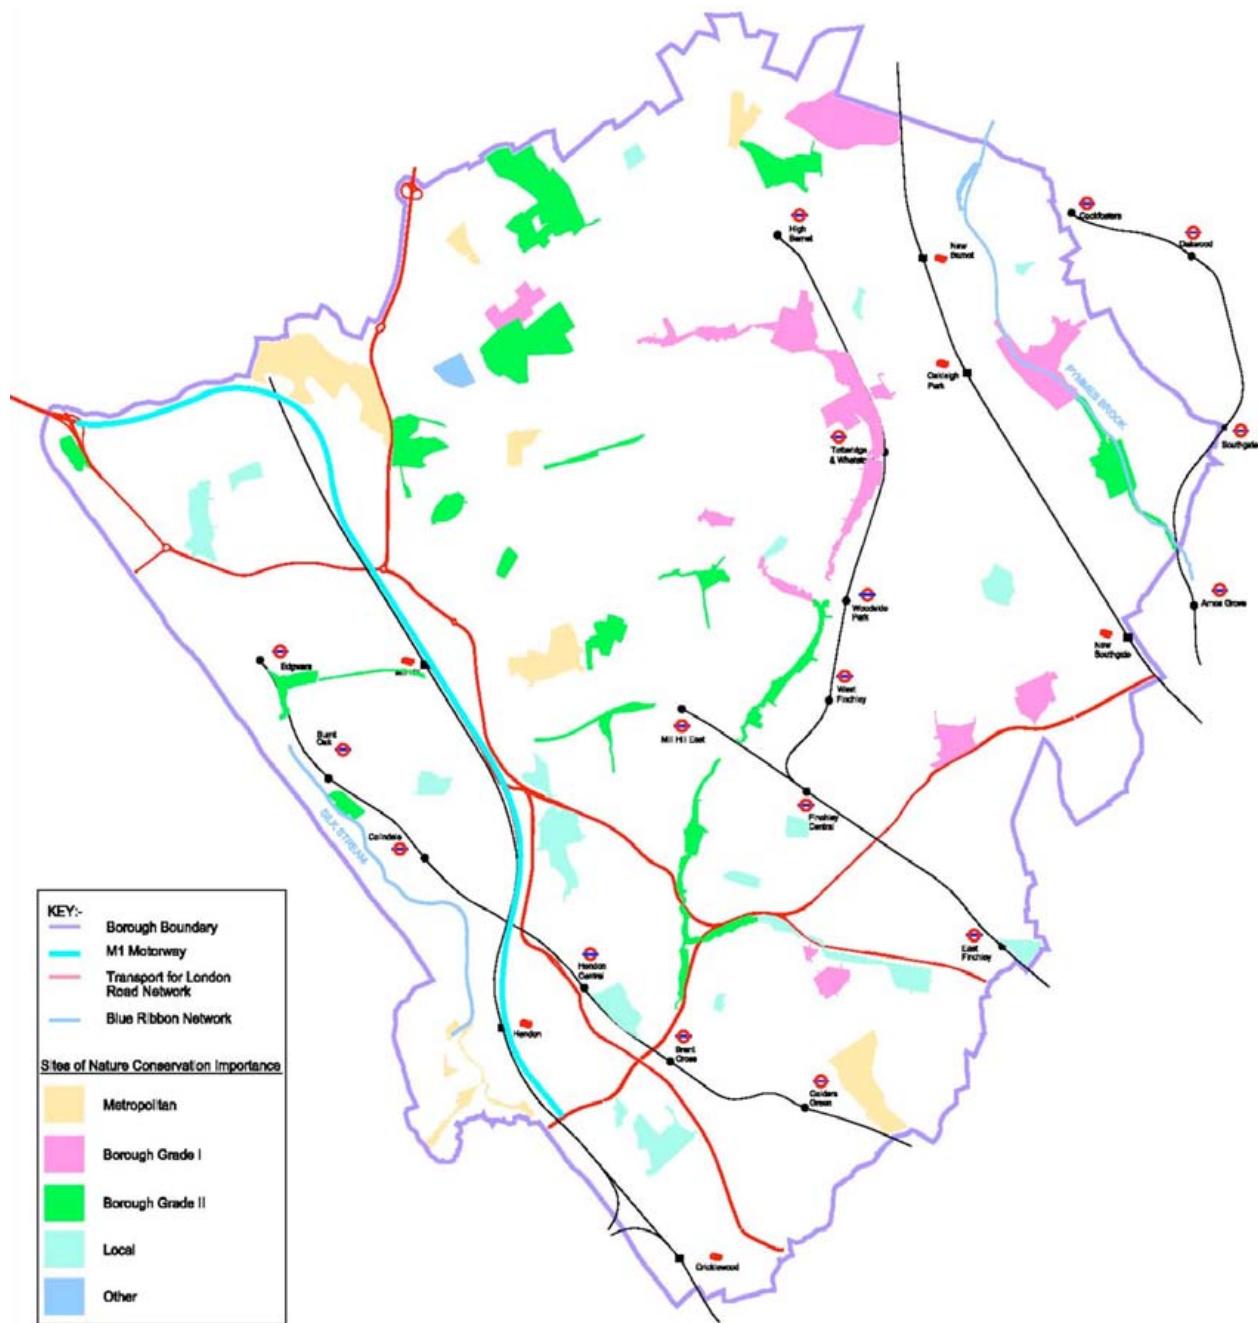 High
Barnet
Cockfosters
Oakwood
New
Barnet
Oakleigh
Park
PYMMES BROOK
Southgate
Totteridge
& Whetstone
Woodside
Park
Arnos Grove
New
Southgate
Edgware
West
Finchley
Mill Hill East
Burnt
Oak
Finchley
Central
SILK STREAM
Colindale
East
Finchley
Hendon
Central
Hendon
Brent
Cross
Golders
Green
Cricklewood
KEY:-
Borough Boundary
M1 Motorway
Transport for London
Road Network
Blue Ribbon Network
Sites of Nature Conservation Importance
Metropolitan
Borough Grade I
Borough Grade II
Local
Other